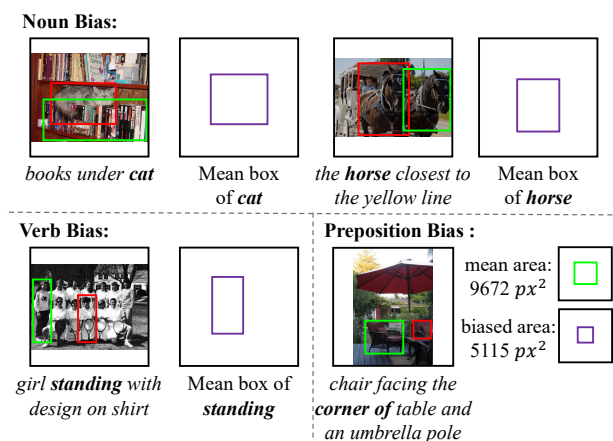 Noun Bias:
books under cat
Mean box
of cat
the horse closest to
the yellow line
Mean box
of horse
Verb Bias:
girl standing with
design on shirt
Mean box of
standing
Preposition Bias :
chair facing the
corner of table and
an umbrella pole
mean area:
9672 px²
biased area:
5115 px²